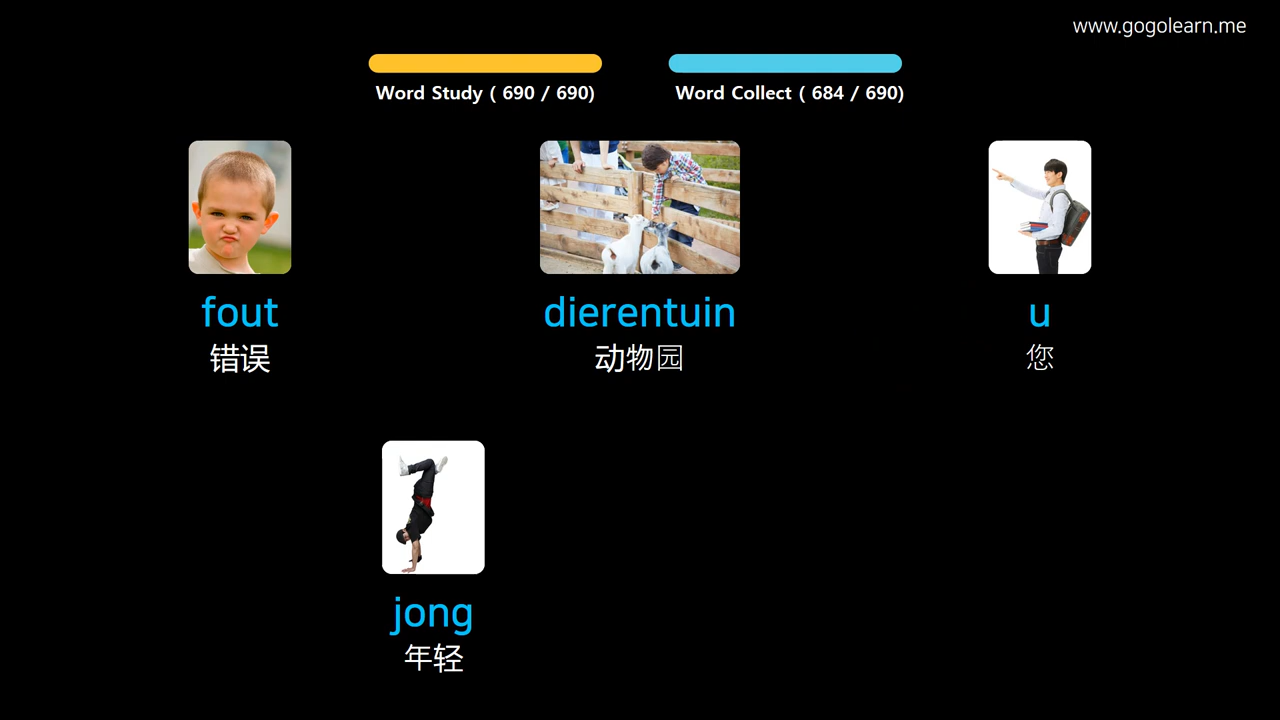 www.gogolearn.me
Word Study ( 690 / 690)
Word Collect ( 684 / 690)
fout
错误
dierentuin
动物园
u
您
jong
年轻